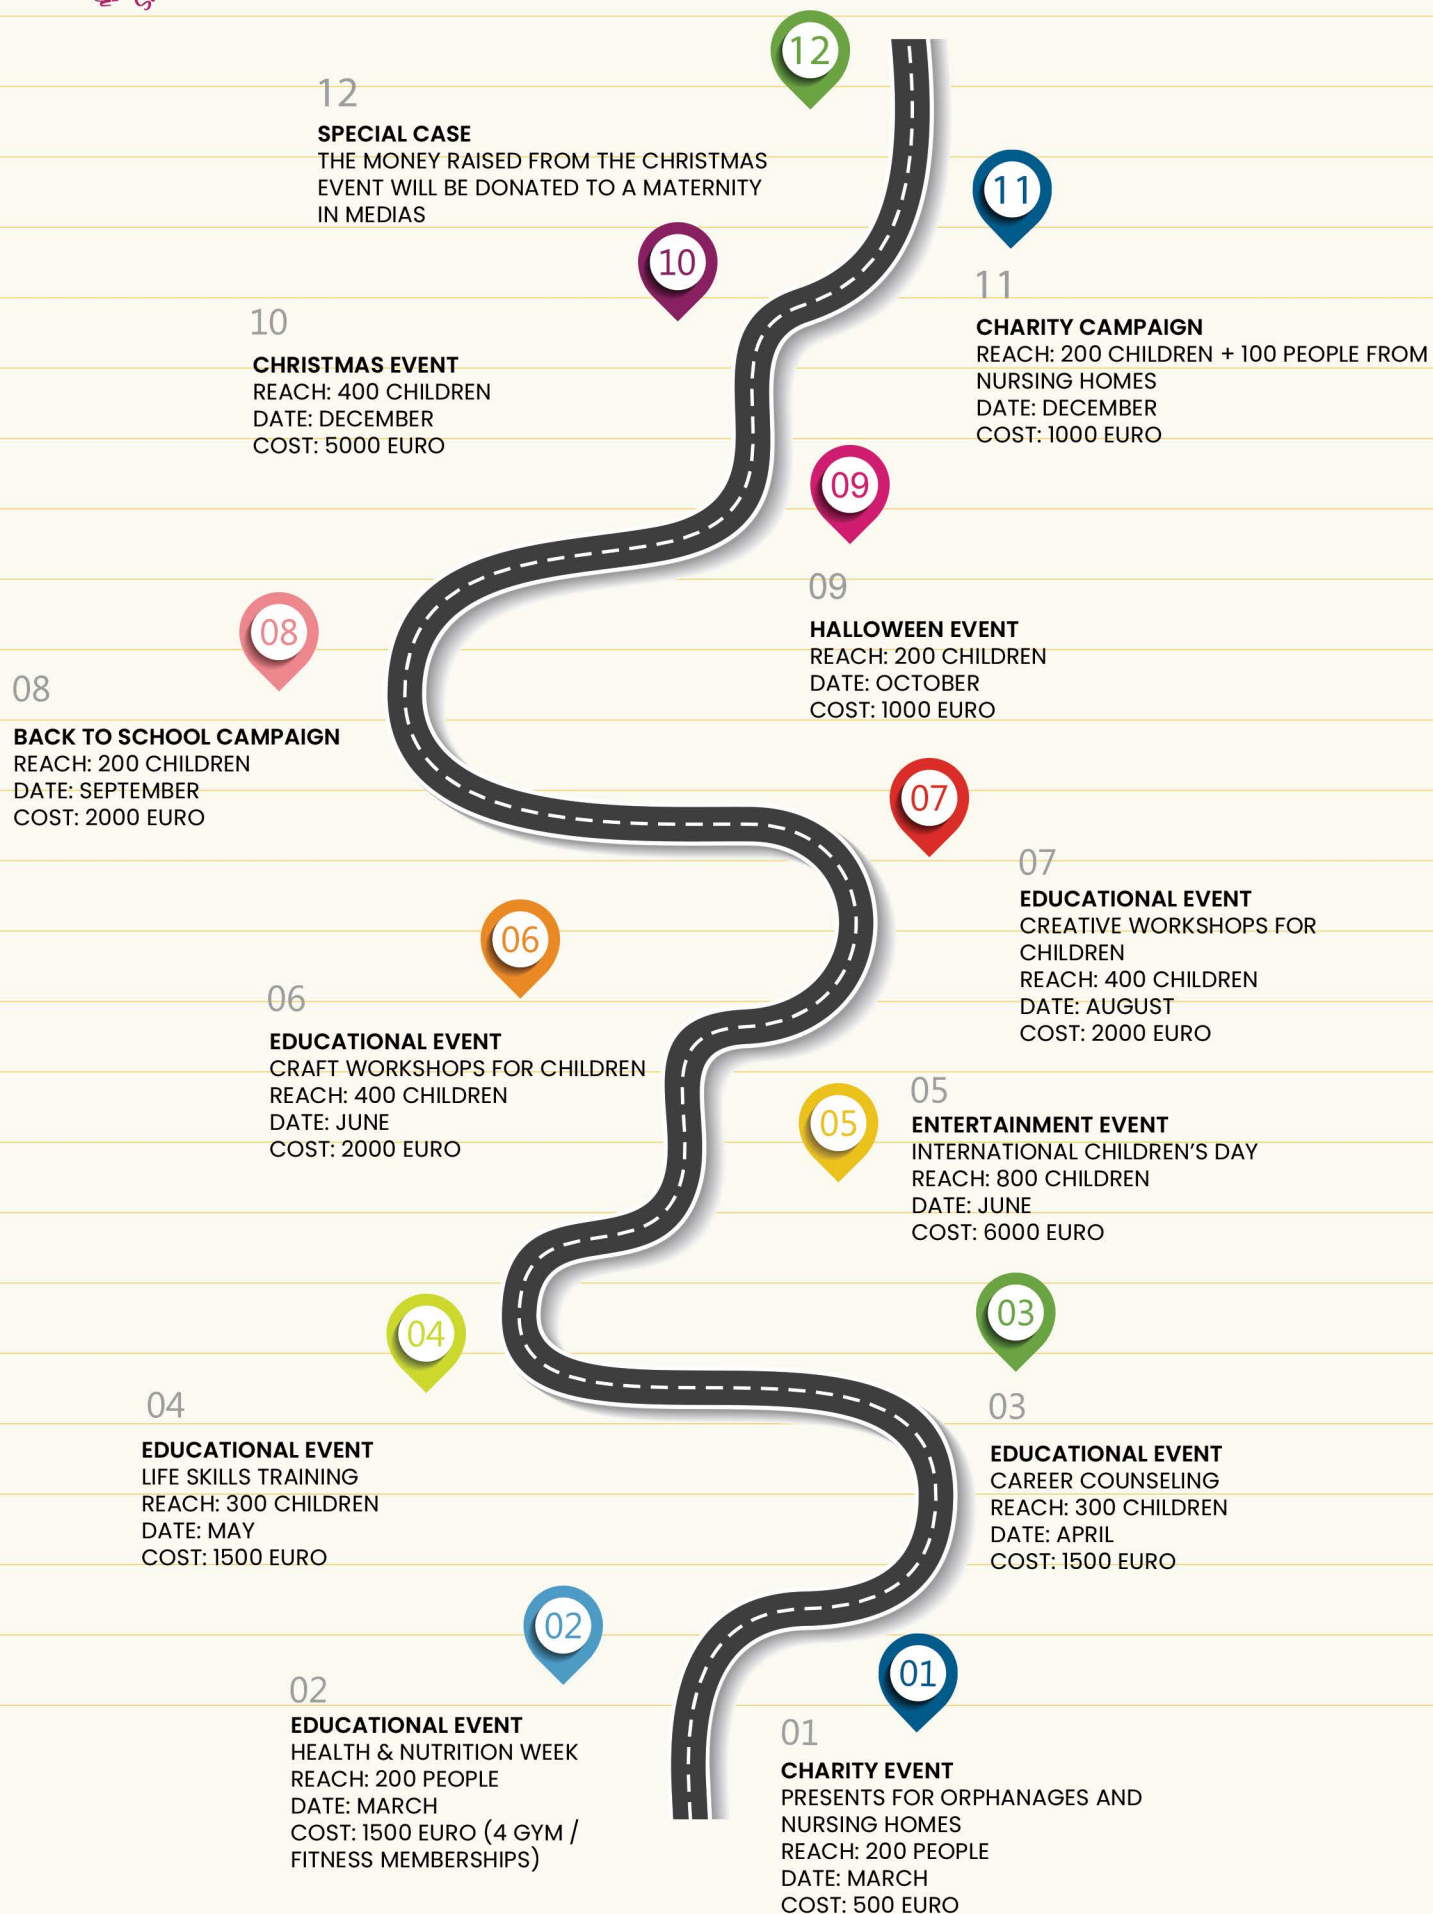 12
12
SPECIAL CASE
THE MONEY RAISED FROM THE CHRISTMAS
EVENT WILL BE DONATED TO A MATERNITY
IN MEDIAS
11
11
CHARITY CAMPAIGN
REACH: 200 CHILDREN + 100 PEOPLE FROM
NURSING HOMES
DATE: DECEMBER
COST: 1000 EURO
10
10
CHRISTMAS EVENT
REACH: 400 CHILDREN
DATE: DECEMBER
COST: 5000 EURO
09
09
HALLOWEEN EVENT
REACH: 200 CHILDREN
DATE: OCTOBER
COST: 1000 EURO
08
08
BACK TO SCHOOL CAMPAIGN
REACH: 200 CHILDREN
DATE: SEPTEMBER
COST: 2000 EURO
07
07
EDUCATIONAL EVENT
CREATIVE WORKSHOPS FOR
CHILDREN
REACH: 400 CHILDREN
DATE: AUGUST
COST: 2000 EURO
06
06
EDUCATIONAL EVENT
CRAFT WORKSHOPS FOR CHILDREN
REACH: 400 CHILDREN
DATE: JUNE
COST: 2000 EURO
05
05
ENTERTAINMENT EVENT
INTERNATIONAL CHILDREN’S DAY
REACH: 800 CHILDREN
DATE: JUNE
COST: 6000 EURO
04
04
EDUCATIONAL EVENT
LIFE SKILLS TRAINING
REACH: 300 CHILDREN
DATE: MAY
COST: 1500 EURO
03
03
EDUCATIONAL EVENT
CAREER COUNSELING
REACH: 300 CHILDREN
DATE: APRIL
COST: 1500 EURO
02
02
EDUCATIONAL EVENT
HEALTH & NUTRITION WEEK
REACH: 200 PEOPLE
DATE: MARCH
COST: 1500 EURO (4 GYM /
FITNESS MEMBERSHIPS)
01
01
CHARITY EVENT
PRESENTS FOR ORPHANAGES AND
NURSING HOMES
REACH: 200 PEOPLE
DATE: MARCH
COST: 500 EURO